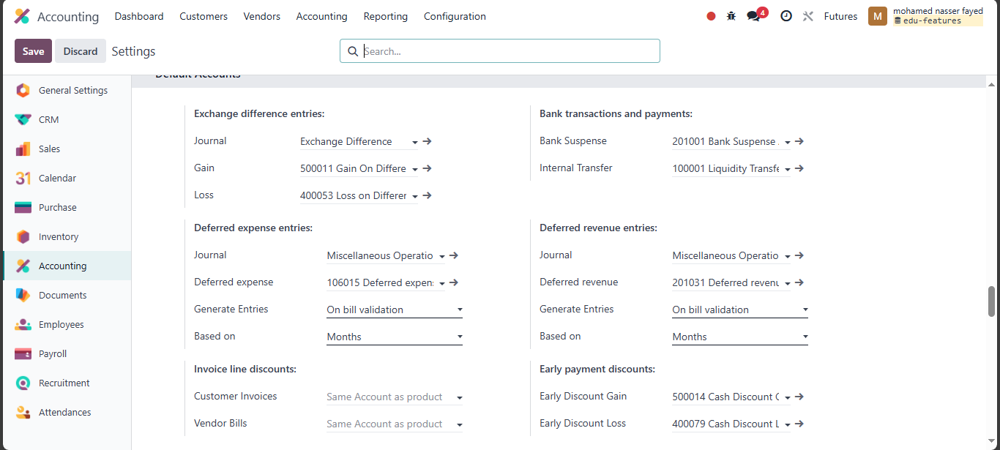 Accounting Dashboard Customers Vendors Accounting Reporting Configuration 4 Futures M mohamed nasser fayed
edu-features
Save Discard Settings Search...
Default Accounts
General Settings
CRM
Sales
31 Calendar
Purchase
Inventory
Accounting
Documents
Employees
Payroll
Recruitment
Attendances
Exchange difference entries:
Journal Exchange Difference
Gain 500011 Gain On Differe
Loss 400053 Loss on Differer
Bank transactions and payments:
Bank Suspense 201001 Bank Suspense .
Internal Transfer 100001 Liquidity Transfe
Deferred expense entries:
Journal Miscellaneous Operatio
Deferred expense 106015 Deferred expen
Generate Entries On bill validation
Based on Months
Deferred revenue entries:
Journal Miscellaneous Operatio
Deferred revenue 201031 Deferred revenu
Generate Entries On bill validation
Based on Months
Invoice line discounts:
Customer Invoices Same Account as product
Vendor Bills Same Account as product
Early payment discounts:
Early Discount Gain 500014 Cash Discount G
Early Discount Loss 400079 Cash Discount L